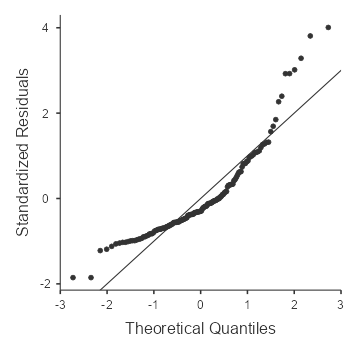 Standardized Residuals
4
2
0
-2
-3 -2 -1 0 1 2 3
Theoretical Quantiles